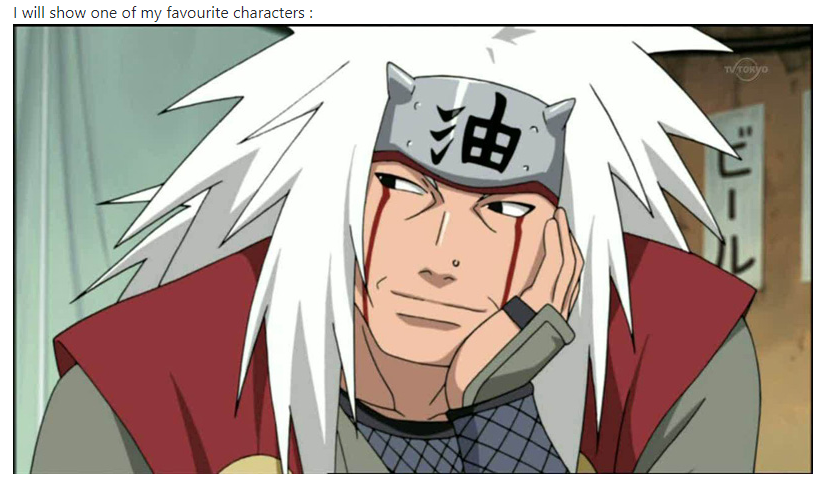 I will show one of my favourite characters :
TV TOKYO
油
ビール